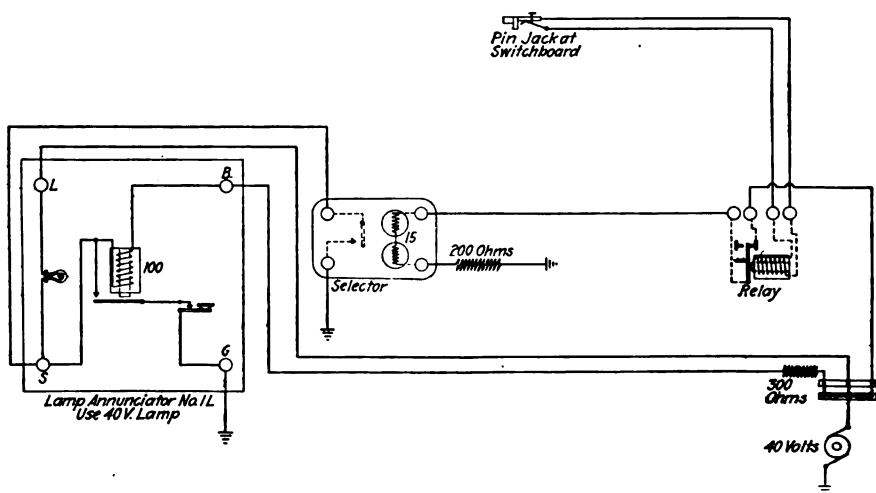 Pin Jack at
Switchboard
L
B
100
S
G
Lamp Annunciator No. 1 L
Use 40 V. Lamp
15
Selector
200 Ohms
Relay
300
Ohms
40 Volts